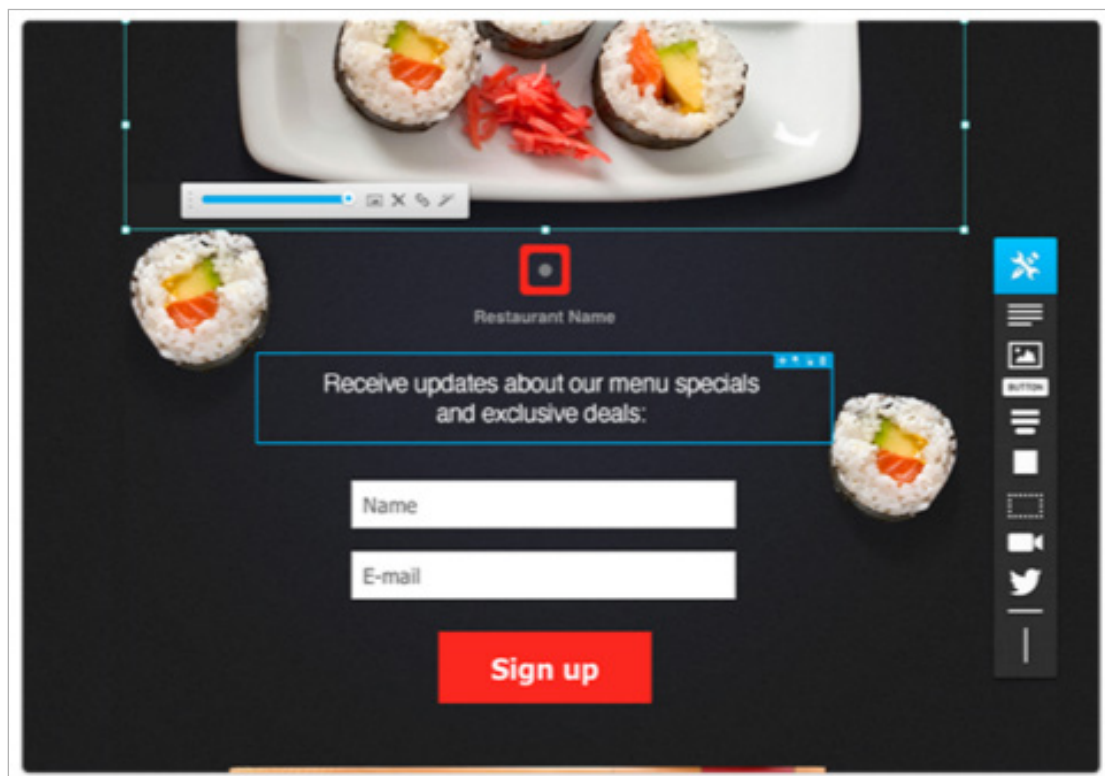 Restaurant Name
Receive updates about our menu specials
and exclusive deals:
BUTTON
Name
E-mail
Sign up